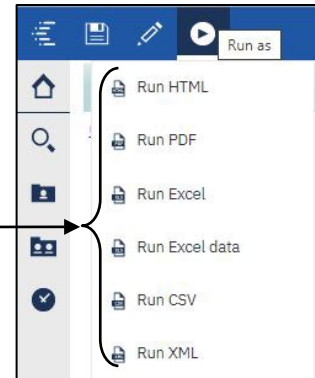 Run as
Run HTML
Run PDF
Run Excel
Run Excel data
Run CSV
Run XML